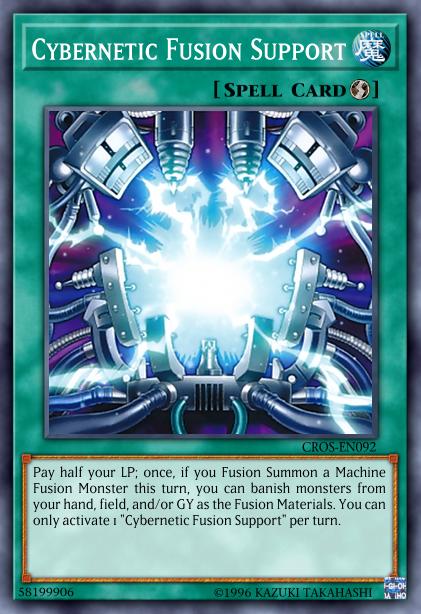 CYBERNETIC FUSION SUPPORT
SPELL
魔
[SPELL CARD]
CROS-EN092
Pay half your LP; once, if you Fusion Summon a Machine
Fusion Monster this turn, you can banish monsters from
your hand, field, and/or GY as the Fusion Materials. You can
only activate 1 "Cybernetic Fusion Support" per turn.
58199906
©1996 KAZUKI TAKAHASHI